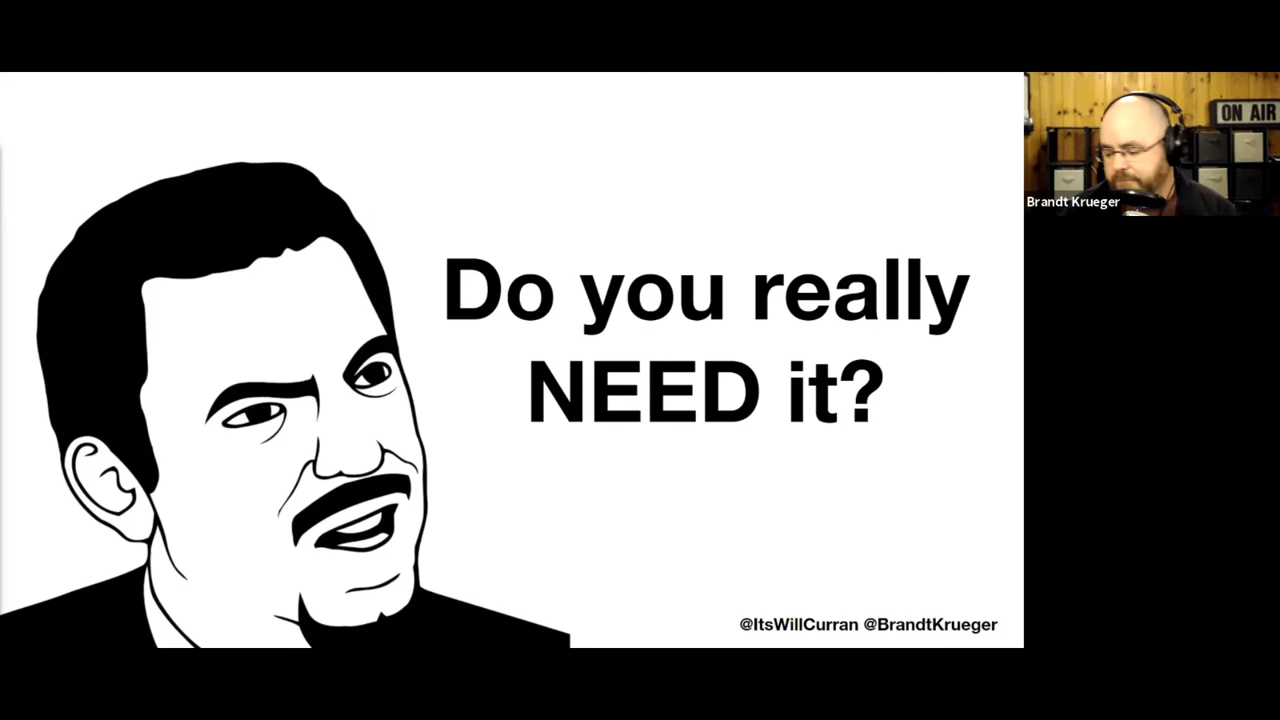 Do you really
NEED it?
@ItsWillCurran @BrandtKrueger
ON AIR
Brandt Krueger